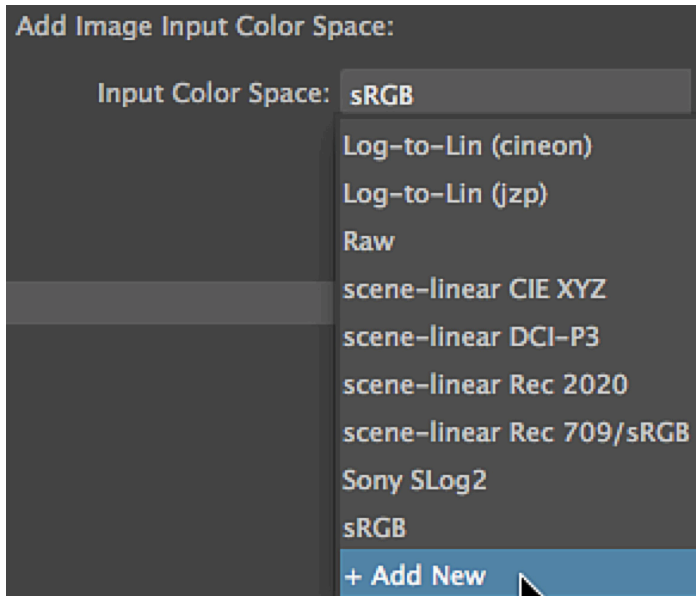 Add Image Input Color Space:
Input Color Space: sRGB
Log-to-Lin (cineon)
Log-to-Lin (jzp)
Raw
scene-linear CIE XYZ
scene-linear DCI-P3
scene-linear Rec 2020
scene-linear Rec 709/sRGB
Sony SLog2
sRGB
+ Add New